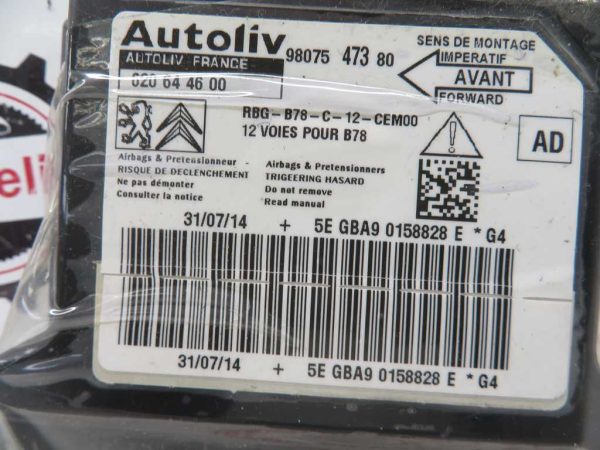 Autoliv
AUTOLIV FRANCE
620 64 46 00
98075 473 80
SENS DE MONTAGE
IMPERATIF
AVANT
FORWARD
RBG-B78-C-12-CEM00
12 VOIES POUR B78
AD
Airbags & Pretensionneur -
RISQUE DE DECLENCHEMENT
Ne pas démonter
Consulter la notice
Airbags & Pretensionners
TRIGEERING HASARD
Do not remove
Read manual
31/07/14 + 5E GBA9 0158828 E *G4
31/07/14 + 5E GBA9 0158828 E *G4
eli